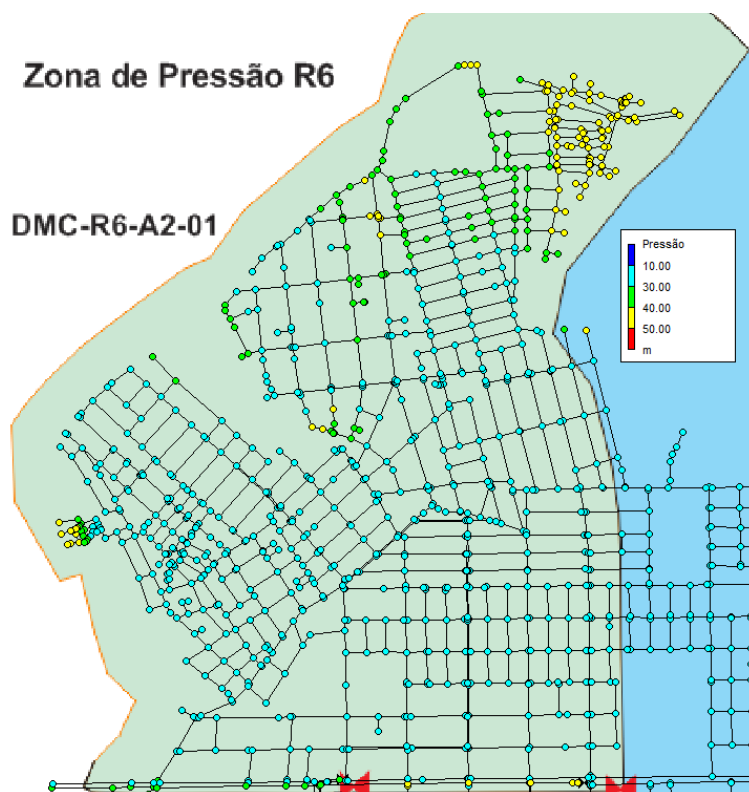 Zona de Pressão R6
DMC-R6-A2-01
Pressão
10.00
30.00
40.00
50.00
m